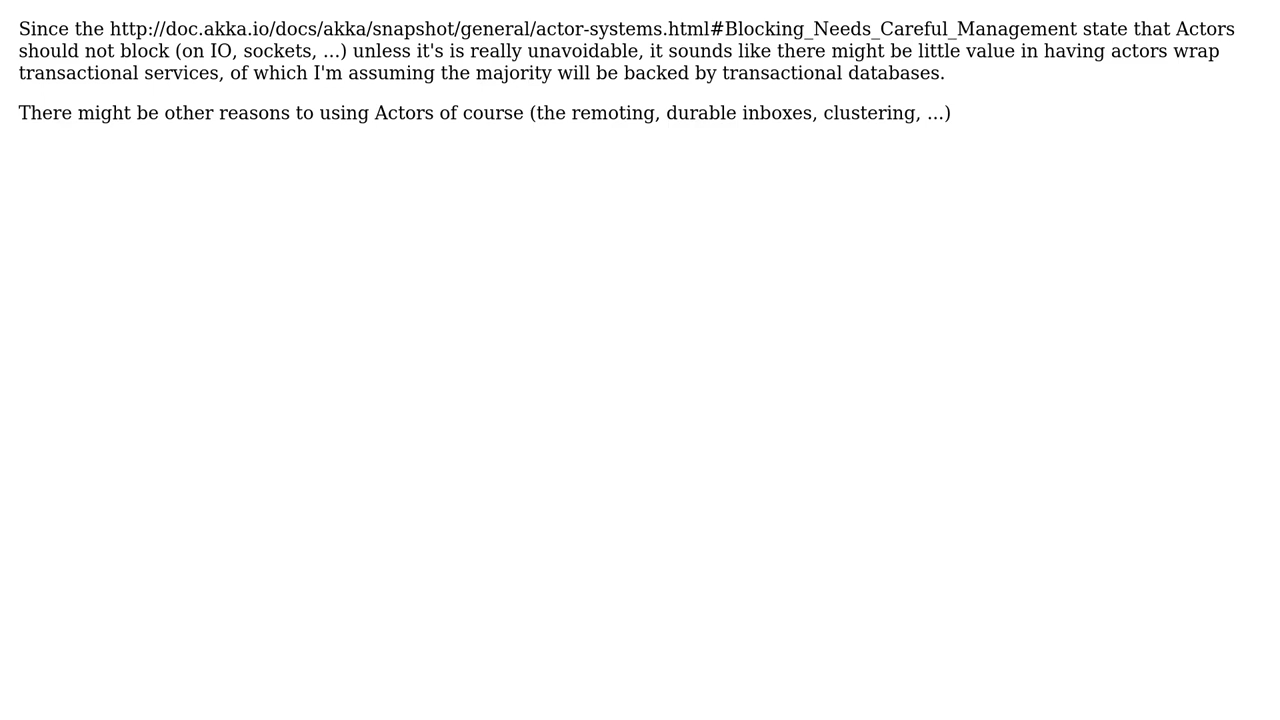 Since the http://doc.akka.io/docs/akka/snapshot/general/actor-systems.html#Blocking_Needs_Careful_Management state that Actors
should not block (on IO, sockets, ...) unless it's is really unavoidable, it sounds like there might be little value in having actors wrap
transactional services, of which I'm assuming the majority will be backed by transactional databases.
There might be other reasons to using Actors of course (the remoting, durable inboxes, clustering, ...)